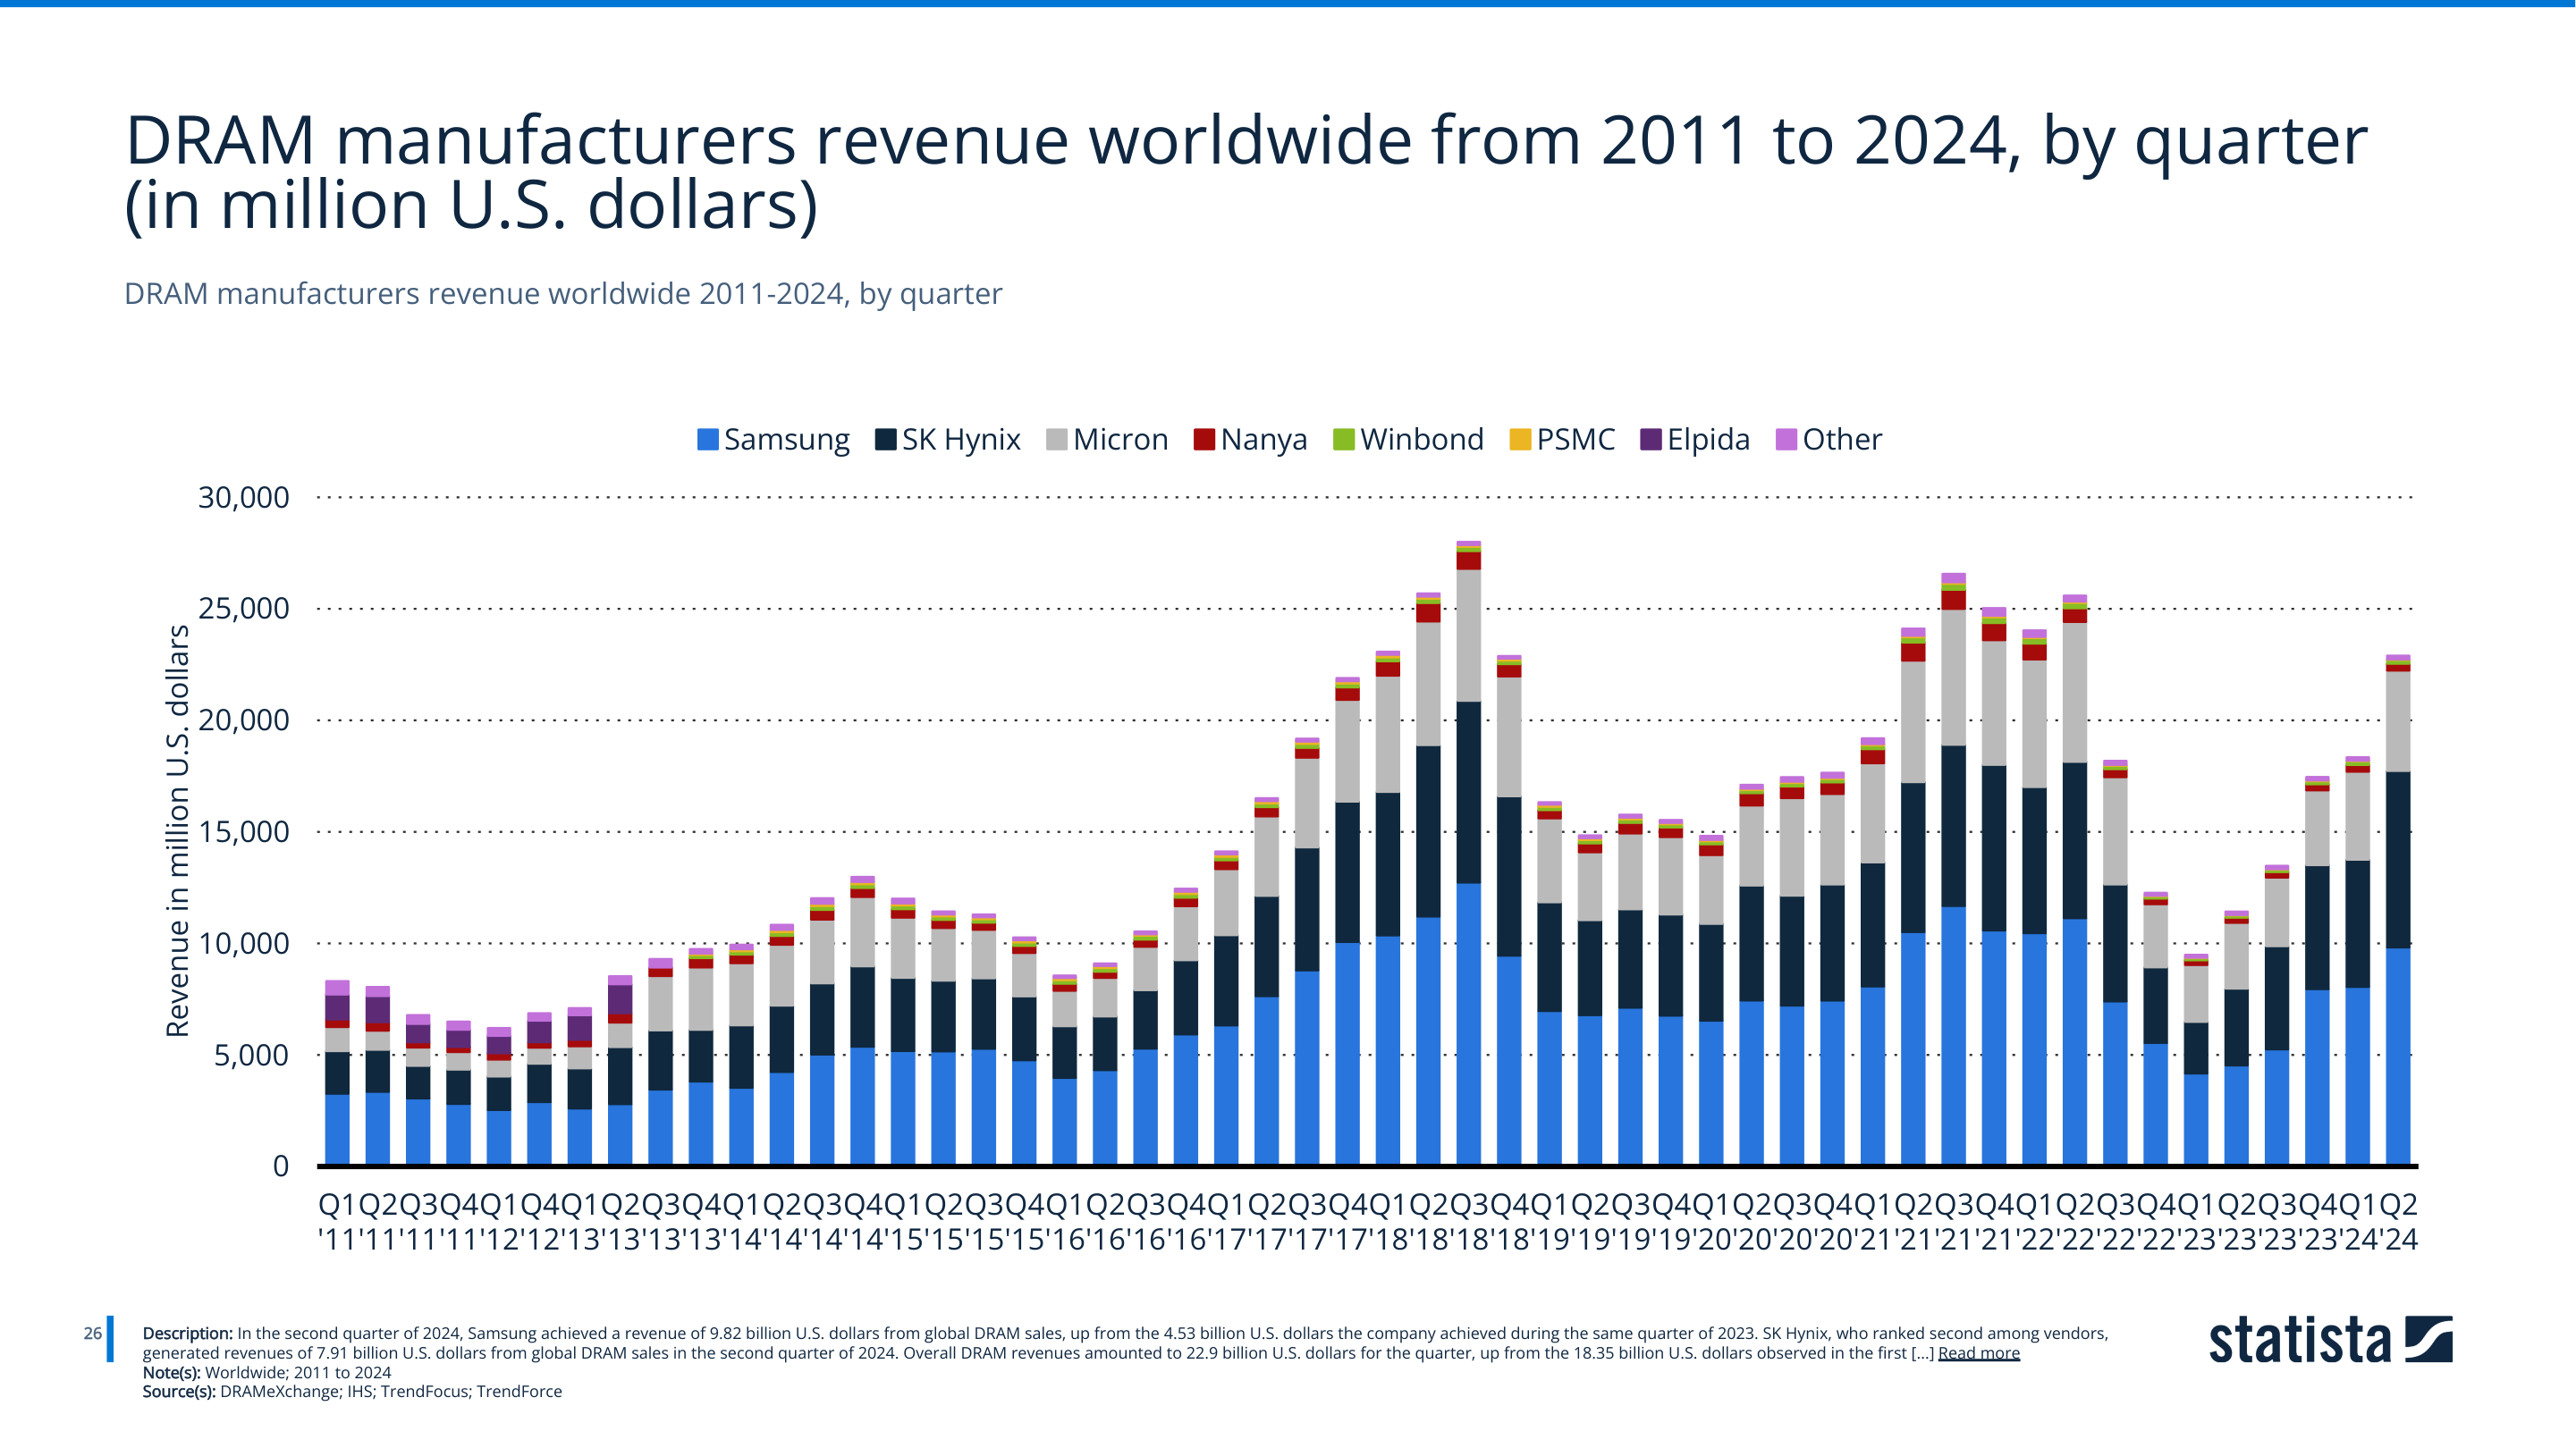 DRAM manufacturers revenue worldwide from 2011 to 2024, by quarter
(in million U.S. dollars)
DRAM manufacturers revenue worldwide 2011-2024, by quarter
Samsung SK Hynix Micron Nanya Winbond PSMC Elpida Other
Revenue in million U.S. dollars
30,000
25,000
20,000
15,000
10,000
5,000
0
Q1 Q2 Q3 Q4 Q1 Q4 Q1 Q2 Q3 Q4 Q1 Q2 Q3 Q4 Q1 Q2 Q3 Q4 Q1 Q2 Q3 Q4 Q1 Q2 Q3 Q4 Q1 Q2 Q3 Q4 Q1 Q2 Q3 Q4 Q1 Q2 Q3 Q4 Q1 Q2 Q3 Q4 Q1 Q2 Q3 Q4 Q1 Q2 Q3 Q4 Q1 Q2
'11 '11 '11 '11 '12 '12 '13 '13 '13 '13 '14 '14 '14 '14 '15 '15 '15 '15 '16 '16 '16 '16 '17 '17 '17 '17 '18 '18 '18 '18 '19 '19 '19 '19 '20 '20 '20 '20 '21 '21 '21 '21 '22 '22 '22 '22 '23 '23 '23 '23 '24 '24
26
Description: In the second quarter of 2024, Samsung achieved a revenue of 9.82 billion U.S. dollars from global DRAM sales, up from the 4.53 billion U.S. dollars the company achieved during the same quarter of 2023. SK Hynix, who ranked second among vendors,
generated revenues of 7.91 billion U.S. dollars from global DRAM sales in the second quarter of 2024. Overall DRAM revenues amounted to 22.9 billion U.S. dollars for the quarter, up from the 18.35 billion U.S. dollars observed in the first [...] Read more
Note(s): Worldwide; 2011 to 2024
Source(s): DRAMeXchange; IHS; TrendFocus; TrendForce
statista